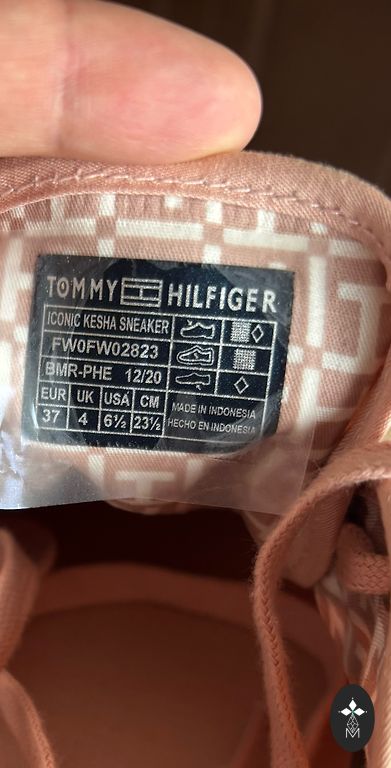 TOMMY HILFIGER
ICONIC KESHA SNEAKER
FW0FW02823
BMR-PHE 12/20
EUR UK USA CM
37 4 6½ 23½
MADE IN INDONESIA
HECHO EN INDONESIA
M